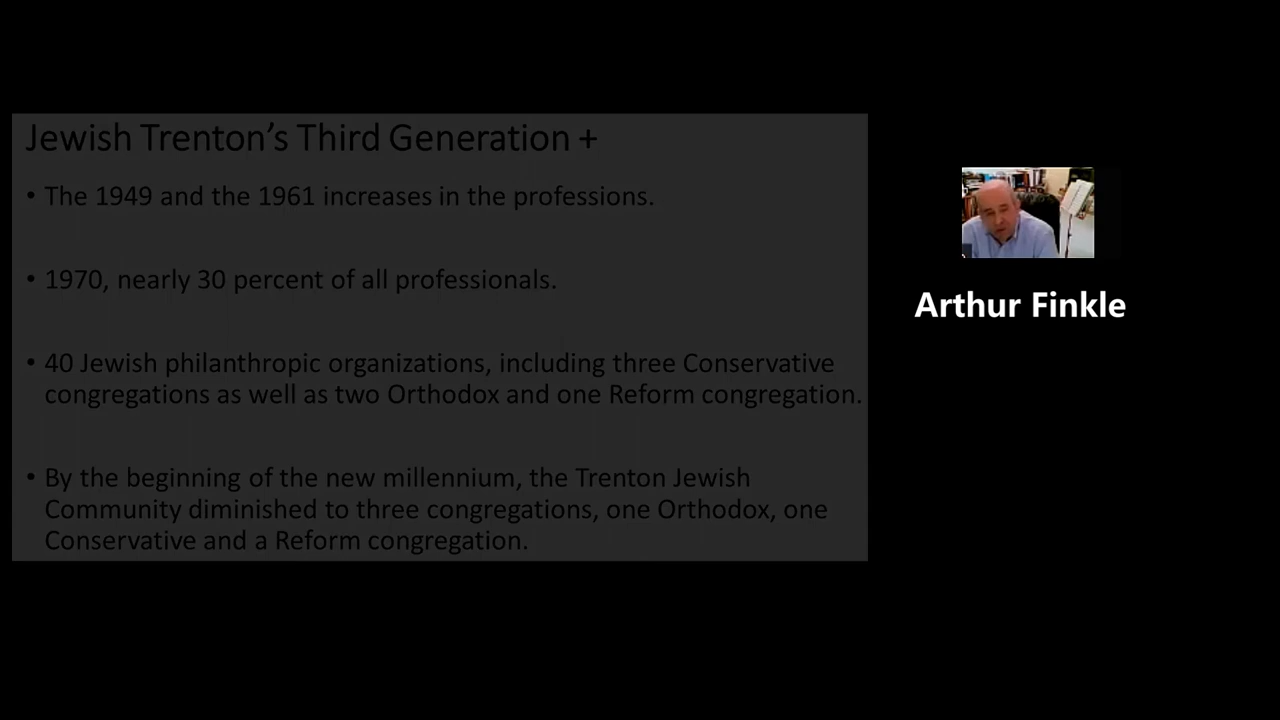 Jewish Trenton’s Third Generation +
• The 1949 and the 1961 increases in the professions.
• 1970, nearly 30 percent of all professionals.
• 40 Jewish philanthropic organizations, including three Conservative
congregations as well as two Orthodox and one Reform congregation.
• By the beginning of the new millennium, the Trenton Jewish
Community diminished to three congregations, one Orthodox, one
Conservative and a Reform congregation.
Arthur Finkle